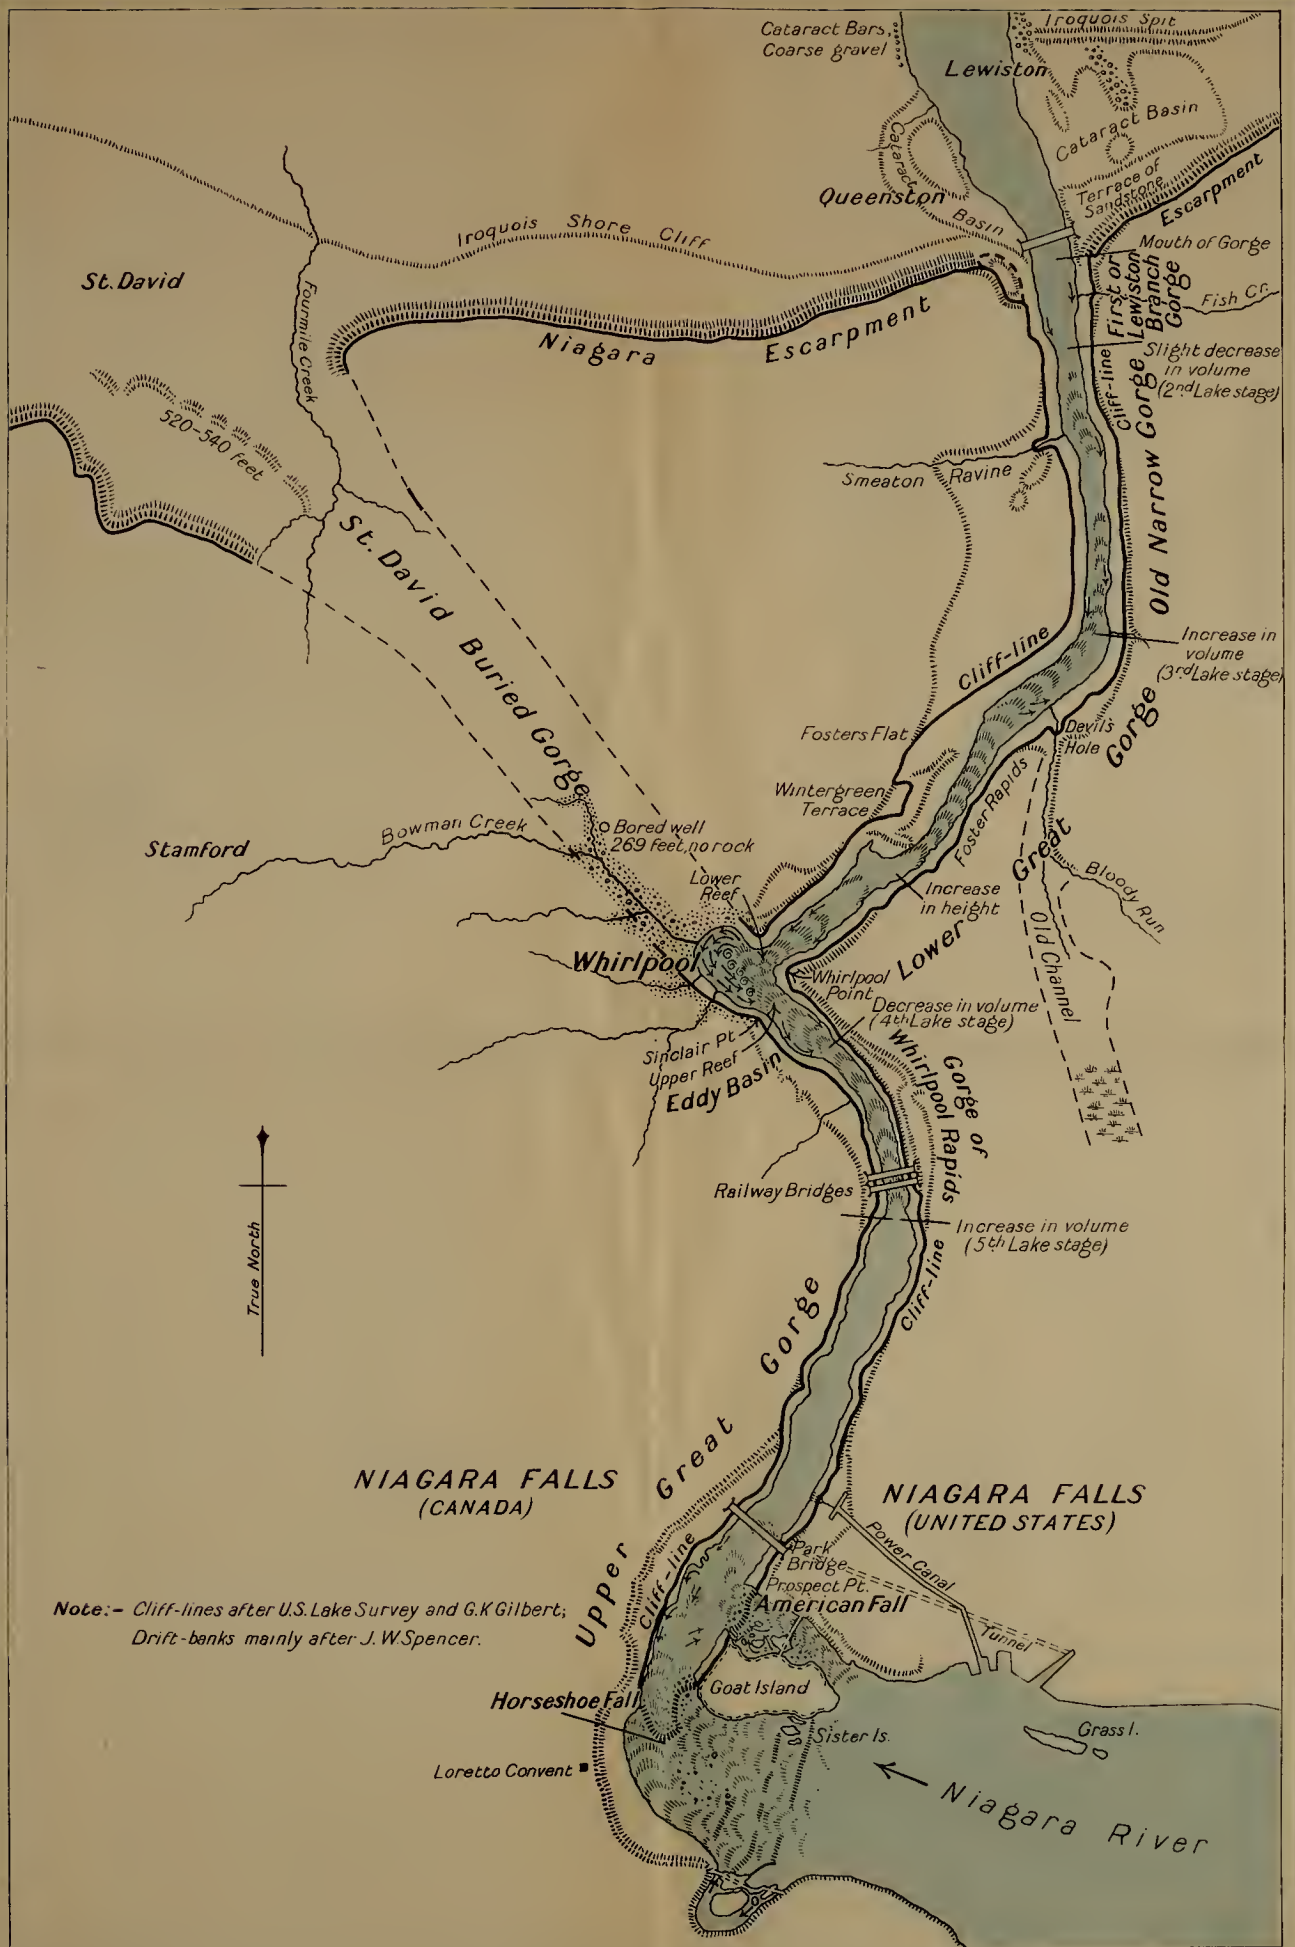 Cataract Bars,
Coarse gravel
Iroquois Spit
Lewiston
Cataract Basin
Cataract
Basin
Queenston
Terrace of
Sandstone
Escarpment
Mouth of Gorge
Iroquois Shore Cliff
St. David
Fourmile Creek
Fish Cr.
First or
Lewiston
Branch
Gorge
Niagara Escarpment
Slight decrease
in volume
(2nd Lake stage)
Cliff-line
520-540 feet
Smeaton Ravine
Old Narrow Gorge
St. David Buried Gorge
Increase in
volume
(3rd Lake stage)
Cliff-line
Fosters Flat
Devil's
Hole
Wintergreen
Terrace
Foster Rapids
Lower Great Gorge
Stamford
Bowman Creek
Bored well
269 feet, no rock
Lower
Reef
Increase
in height
Bloody Run
Old Channel
Whirlpool
Whirlpool
Point
Decrease in volume
(4th Lake stage)
Sinclair Pt.
Upper Reef
Eddy Basin
Gorge of
Whirlpool Rapids
Railway Bridges
Increase in volume
(5th Lake stage)
True North
Cliff-line
Upper Great Gorge
NIAGARA FALLS
(CANADA)
NIAGARA FALLS
(UNITED STATES)
Cliff-line
Power Canal
Park
Bridge
Prospect Pt.
American Fall
Tunnel
Note:- Cliff-lines after U.S. Lake Survey and G.K Gilbert;
Drift-banks mainly after J. W. Spencer.
Goat Island
Horseshoe Fall
Sister Is.
Grass I.
Loretto Convent
Niagara River